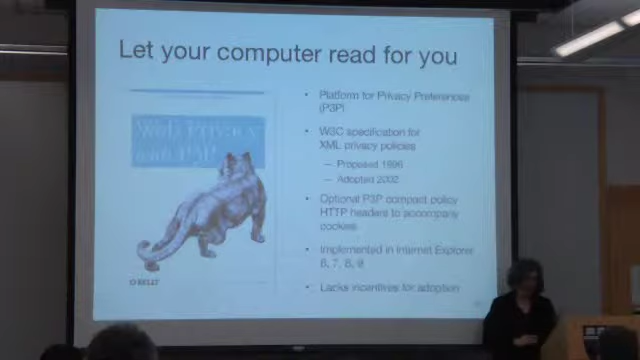 Let your computer read for you
Web Privacy
with P3P
O'REILLY
• Platform for Privacy Preferences
(P3P)
• W3C specification for
XML privacy policies
– Proposed 1996
– Adopted 2002
• Optional P3P compact policy
HTTP headers to accompany
cookies
• Implemented in Internet Explorer
6, 7, 8, 9
• Lacks incentives for adoption